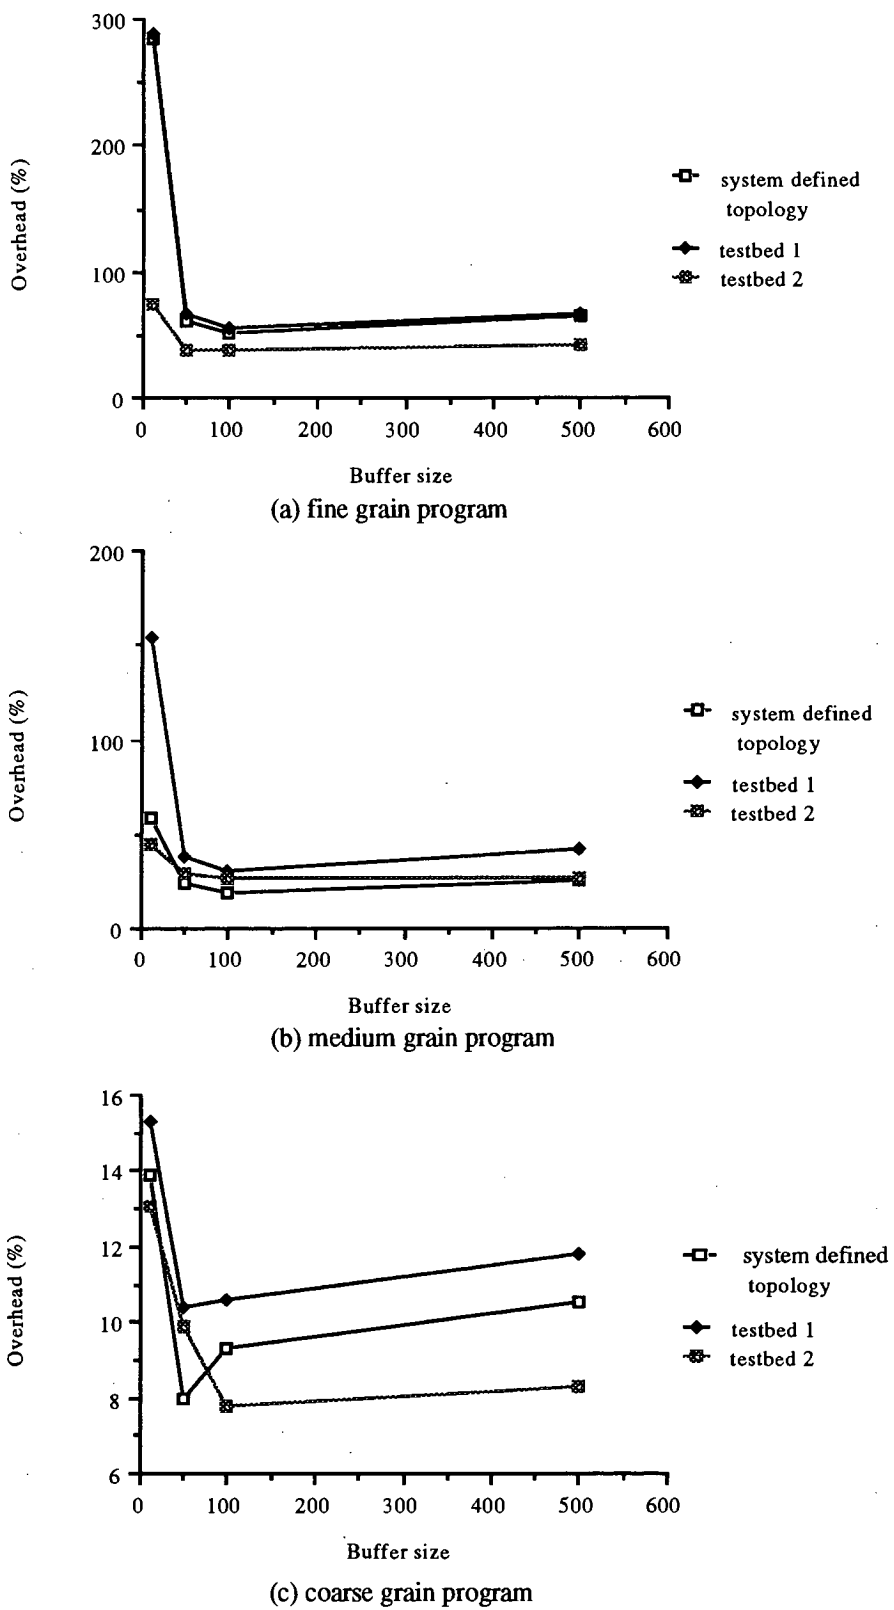 300
200
100
0
Overhead (%)
0 100 200 300 400 500 600
Buffer size
system defined
topology
testbed 1
testbed 2
(a) fine grain program
200
100
0
Overhead (%)
0 100 200 300 400 500 600
Buffer size
system defined
topology
testbed 1
testbed 2
(b) medium grain program
16
14
12
10
8
6
Overhead (%)
0 100 200 300 400 500 600
Buffer size
system defined
topology
testbed 1
testbed 2
(c) coarse grain program